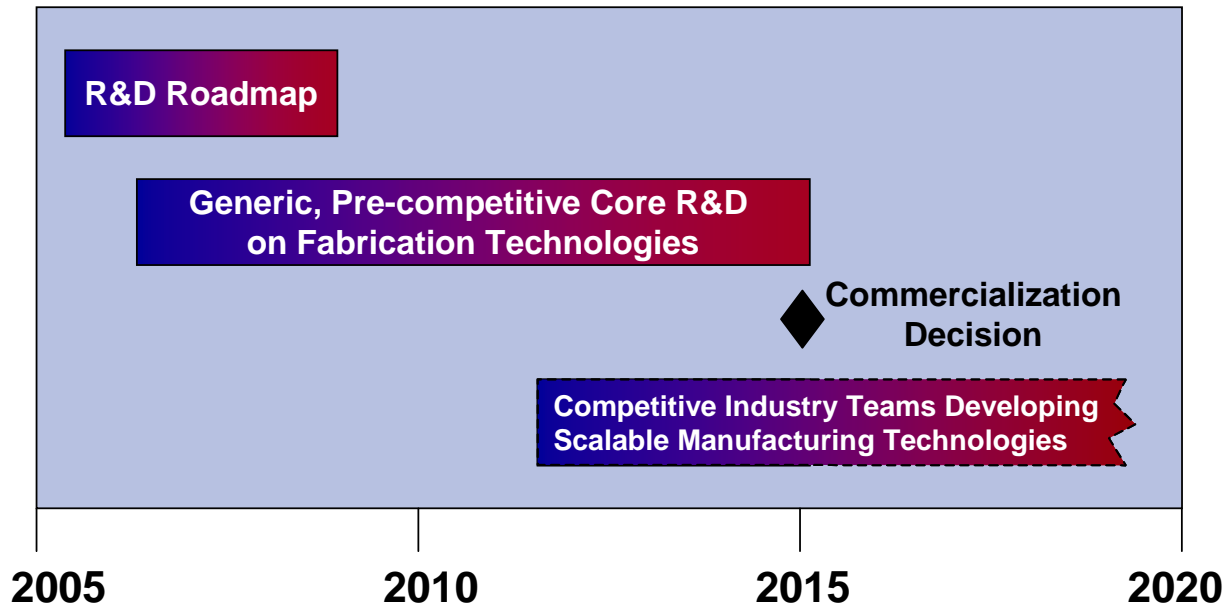 R&D Roadmap
Generic, Pre-competitive Core R&D
on Fabrication Technologies
Commercialization
Decision
Competitive Industry Teams Developing
Scalable Manufacturing Technologies
2005 2010 2015 2020